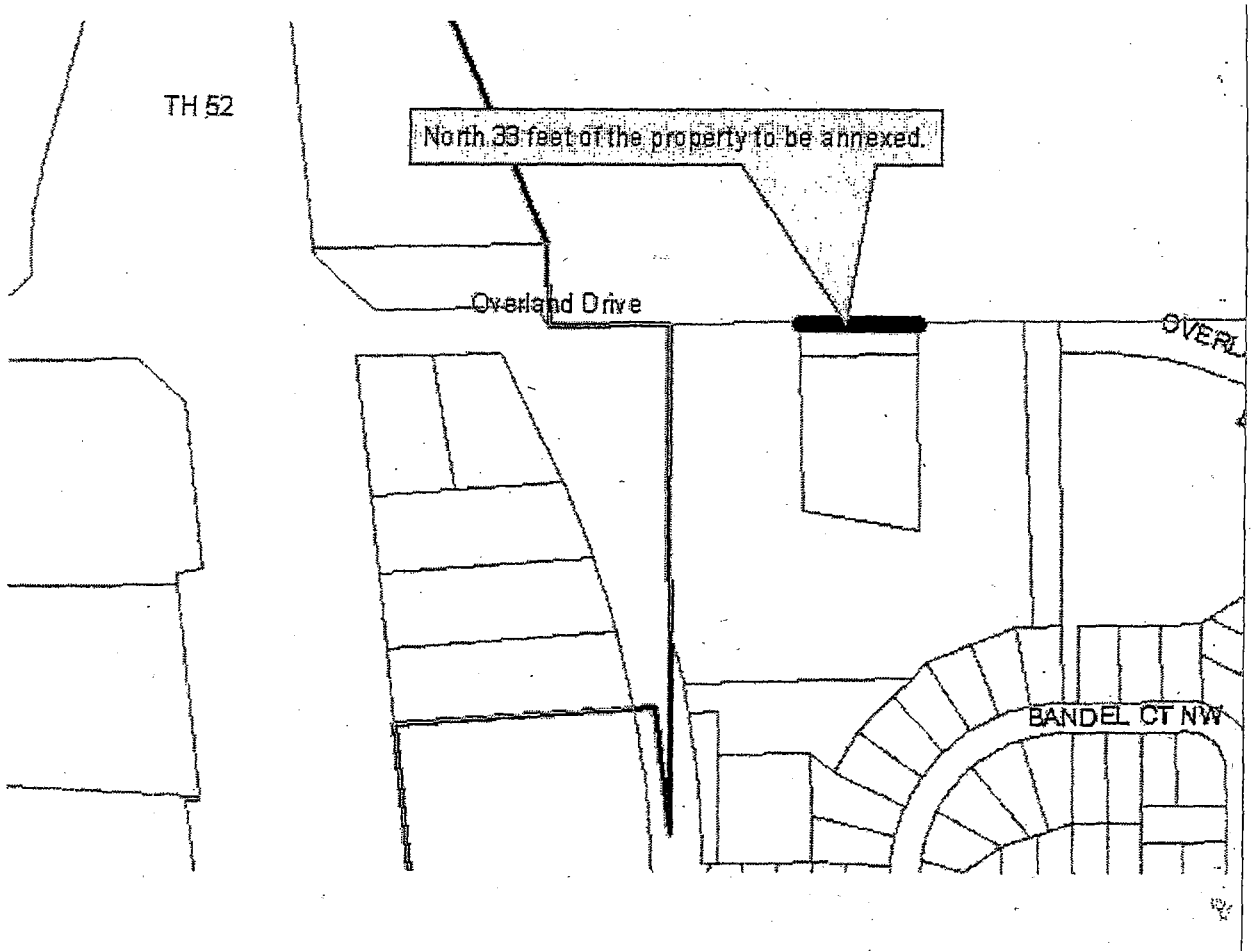 TH 52
North 33 feet of the property to be annexed.
Overland Drive
OVERL
BANDEL CT NW